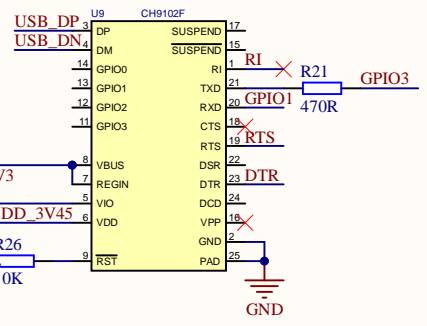 U9 CH9102F
USB_DP 3 DP SUSPEND 17
USB_DN 4 DM SUSPEND 15
14 GPIO0 RI 1 RI
13 GPIO1 TXD 21 R21 470R GPIO3
12 GPIO2 RXD 20 GPIO1
11 GPIO3 CTS 18
RTS 19 RTS
V3 8 VBUS DSR 22
7 REGIN DTR 23 DTR
5 VIO DCD 24
DD_3V45 6 VDD VPP 16
GND 2
R26 0K 9 RST PAD 25
GND